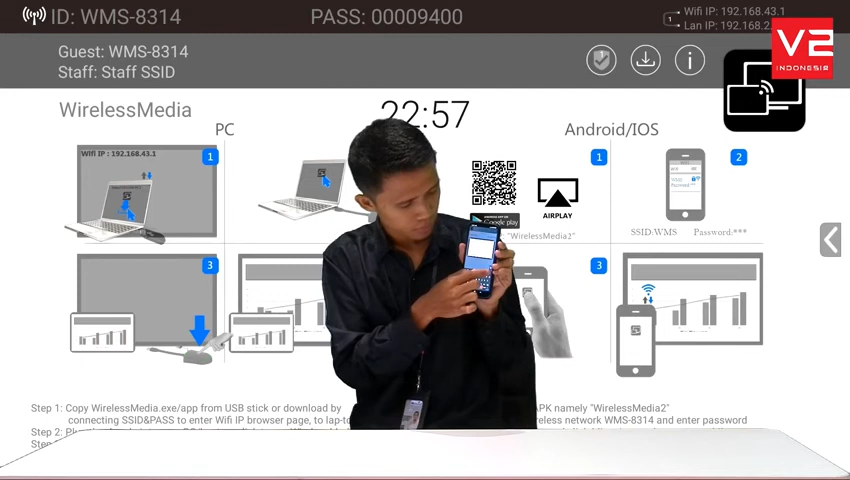 ID: WMS-8314
PASS: 00009400
Wifi IP: 192.168.43.1
Lan IP: 192.168.2
1
V2
INDONESIA
Guest: WMS-8314
Staff: Staff SSID
WirelessMedia
22:57
PC
Android/IOS
Wifi IP : 192.168.43.1
1
1
2
AIRPLAY
Google play
"WirelessMedia2"
SSID:WMS Password:***
3
3
Step 1: Copy WirelessMedia.exe/app from USB stick or download by
connecting SSID&PASS to enter Wifi IP browser page, to lap-to
Step 2:
Step
APK namely "WirelessMedia2"
network WMS-8314 and enter password